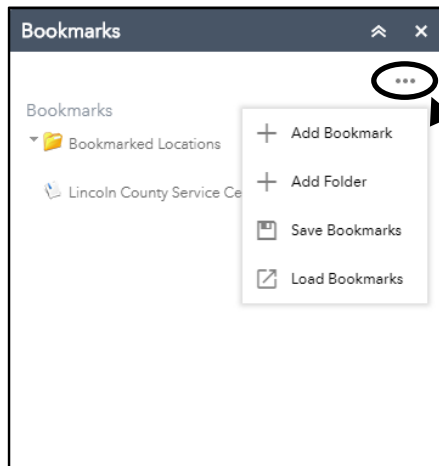 Bookmarks
Bookmarks
Bookmarked Locations
Lincoln County Service Ce
Add Bookmark
Add Folder
Save Bookmarks
Load Bookmarks